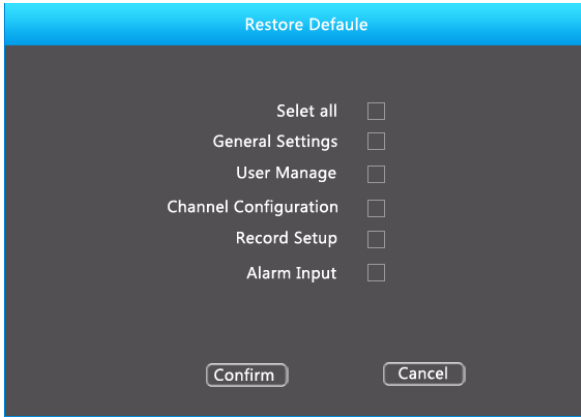 Restore Defaule
Selet all
General Settings
User Manage
Channel Configuration
Record Setup
Alarm Input
Confirm
Cancel